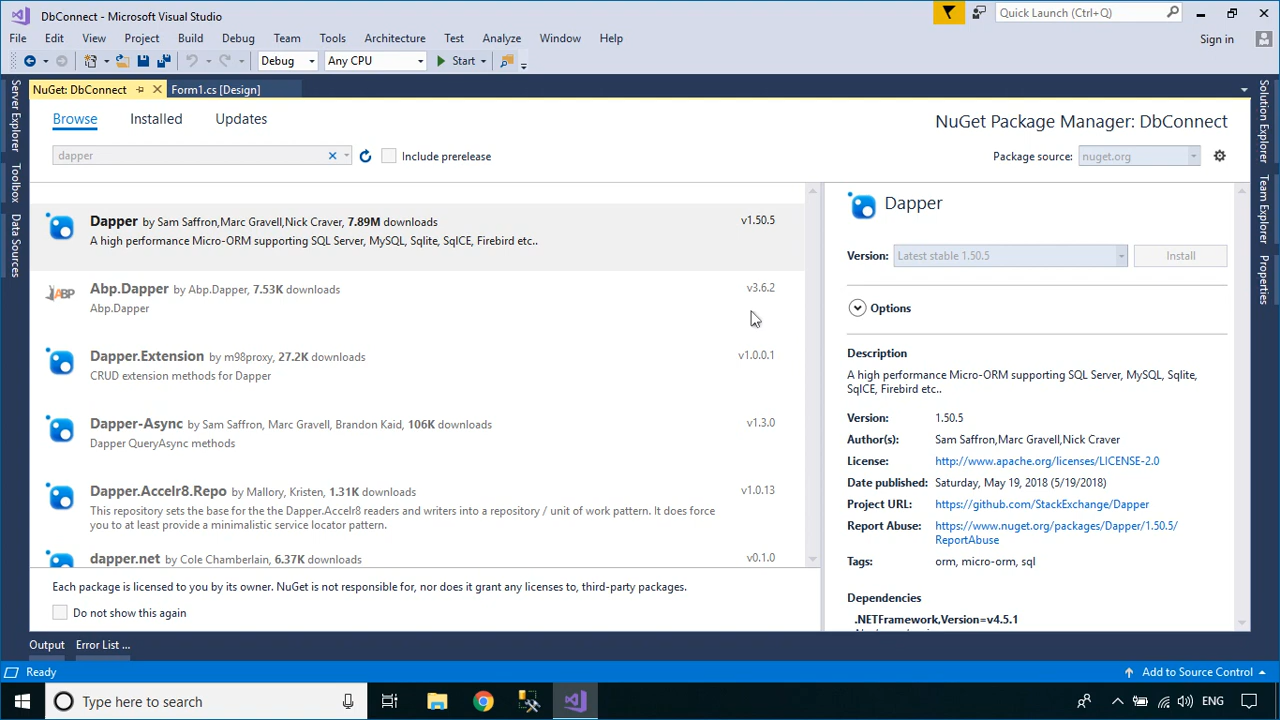 DbConnect - Microsoft Visual Studio
Quick Launch (Ctrl+Q)
File Edit View Project Build Debug Team Tools Architecture Test Analyze Window Help
Sign in
Debug Any CPU Start
NuGet: DbConnect Form1.cs [Design]
Server Explorer
Toolbox
Data Sources
Solution Explorer
Team Explorer
Properties
Browse Installed Updates
NuGet Package Manager: DbConnect
dapper
Include prerelease
Package source: nuget.org
Dapper by Sam Saffron,Marc Gravell,Nick Craver, 7.89M downloads v1.50.5
A high performance Micro-ORM supporting SQL Server, MySQL, Sqlite, SqlCE, Firebird etc..
Abp.Dapper by Abp.Dapper, 7.53K downloads v3.6.2
Abp.Dapper
ABP
Dapper.Extension by m98proxy, 27.2K downloads v1.0.0.1
CRUD extension methods for Dapper
Dapper-Async by Sam Saffron, Marc Gravell, Brandon Kaid, 106K downloads v1.3.0
Dapper QueryAsync methods
Dapper.Accelr8.Repo by Mallory, Kristen, 1.31K downloads v1.0.13
This repository sets the base for the the Dapper.Accelr8 readers and writers into a repository / unit of work pattern. It does force
you to at least provide a minimalistic service locator pattern.
dapper.net by Cole Chamberlain, 6.37K downloads v0.1.0
Each package is licensed to you by its owner. NuGet is not responsible for, nor does it grant any licenses to, third-party packages.
Do not show this again
Dapper
Version: Latest stable 1.50.5 Install
Options
Description
A high performance Micro-ORM supporting SQL Server, MySQL, Sqlite,
SqlCE, Firebird etc..
Version: 1.50.5
Author(s): Sam Saffron,Marc Gravell,Nick Craver
License: http://www.apache.org/licenses/LICENSE-2.0
Date published: Saturday, May 19, 2018 (5/19/2018)
Project URL: https://github.com/StackExchange/Dapper
Report Abuse: https://www.nuget.org/packages/Dapper/1.50.5/
ReportAbuse
Tags: orm, micro-orm, sql
Dependencies
.NETFramework,Version=v4.5.1
Output Error List ...
Ready
Add to Source Control
Type here to search
ENG